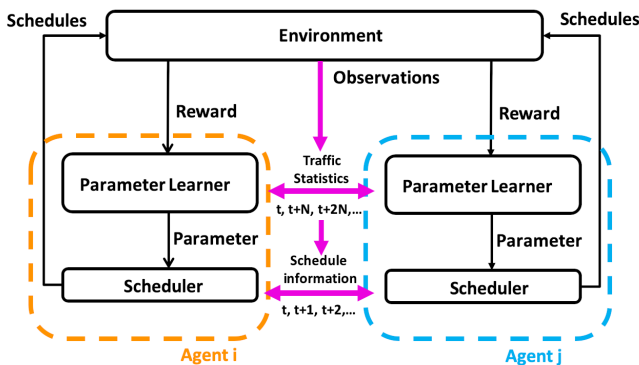 Schedules
Schedules
Environment
Observations
Reward
Reward
Traffic
Statistics
Parameter Learner
Parameter Learner
t, t+N, t+2N,...
Parameter
Parameter
Schedule
information
Scheduler
Scheduler
t, t+1, t+2,...
Agent i
Agent j